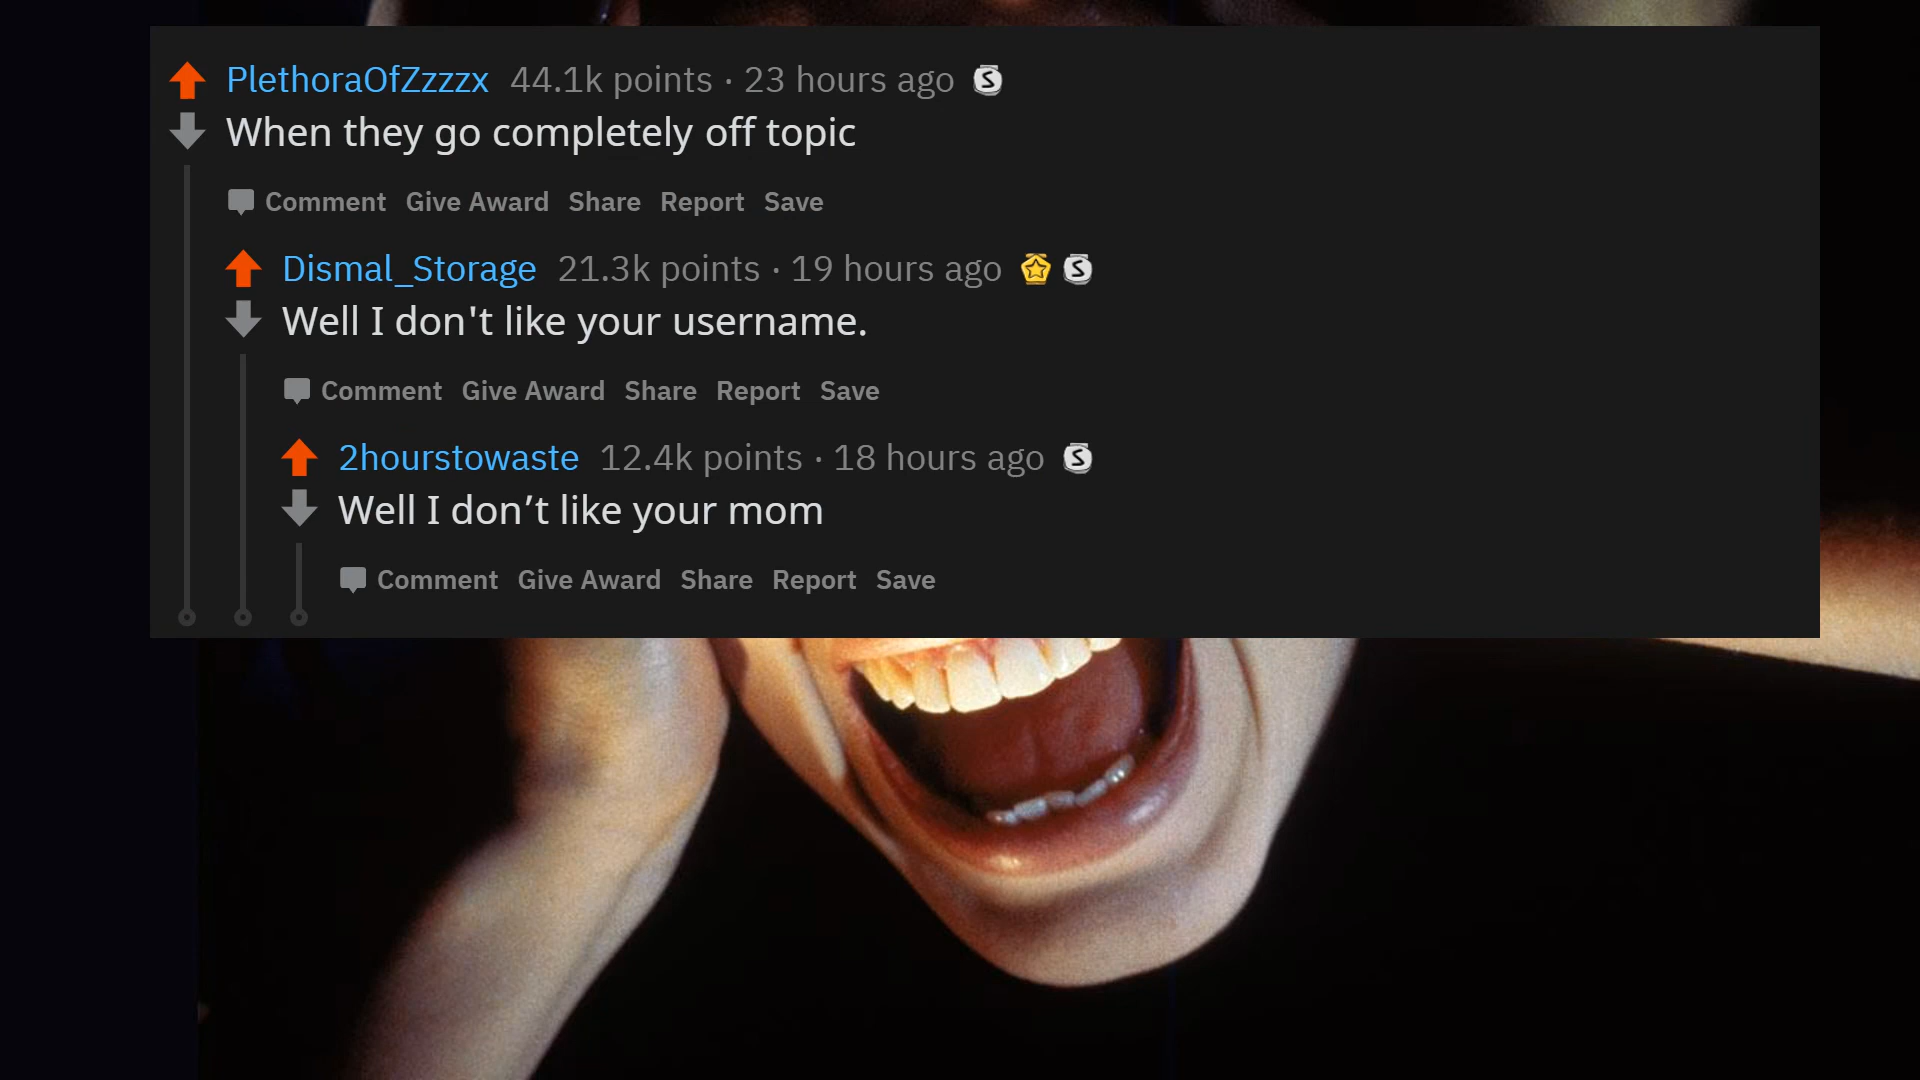 PlethoraOfZzzzx 44.1k points · 23 hours ago S
When they go completely off topic
Comment Give Award Share Report Save
Dismal_Storage 21.3k points · 19 hours ago S
Well I don't like your username.
Comment Give Award Share Report Save
2hourstowaste 12.4k points · 18 hours ago S
Well I don’t like your mom
Comment Give Award Share Report Save